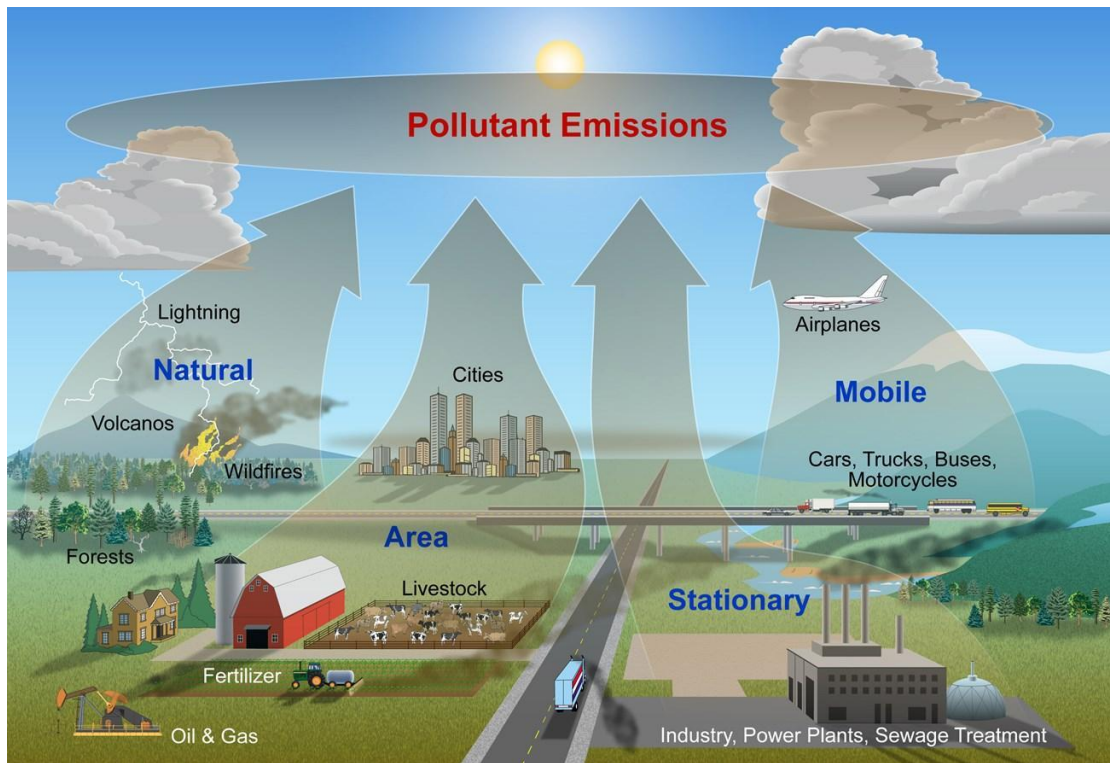 Pollutant Emissions
Lightning
Natural
Volcanos
Wildfires
Forests
Cities
Area
Livestock
Fertilizer
Oil & Gas
Airplanes
Mobile
Cars, Trucks, Buses,
Motorcycles
Stationary
Industry, Power Plants, Sewage Treatment